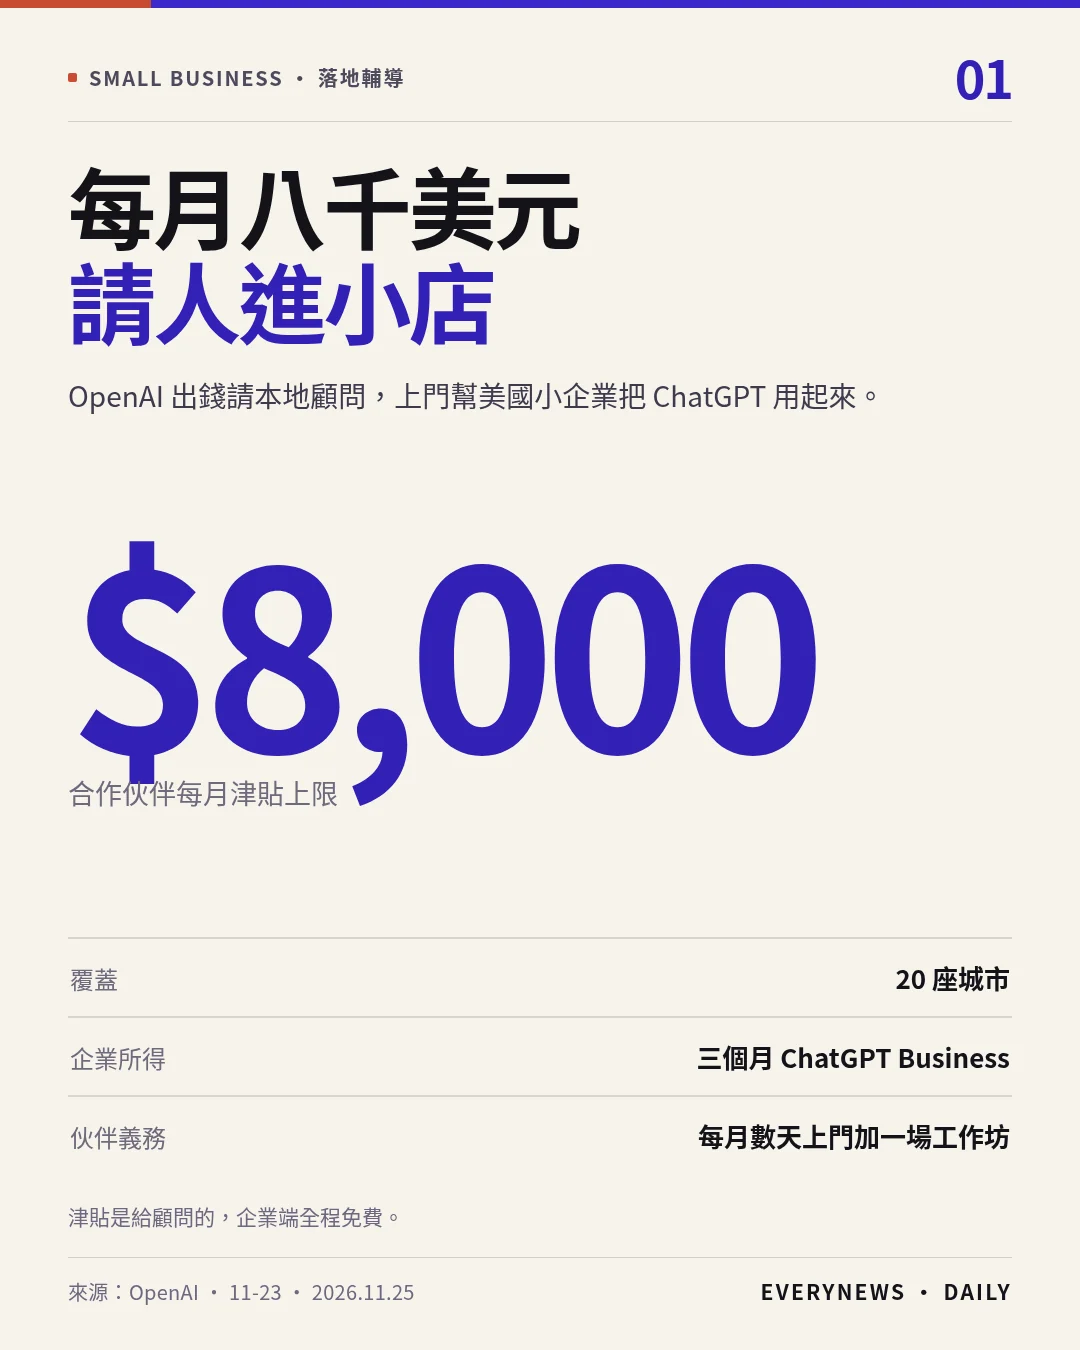 SMALL BUSINESS • 落地輔導
01
每月八千美元
請人進小店
OpenAI 出錢請本地顧問，上門幫美國小企業把 ChatGPT 用起來。
$8,000
合作伙伴每月津貼上限
覆蓋
20 座城市
企業所得
三個月 ChatGPT Business
伙伴義務
每月數天上門加一場工作坊
津貼是給顧問的，企業端全程免費。
來源：OpenAI • 11-23 • 2026.11.25
EVERYNEWS • DAILY